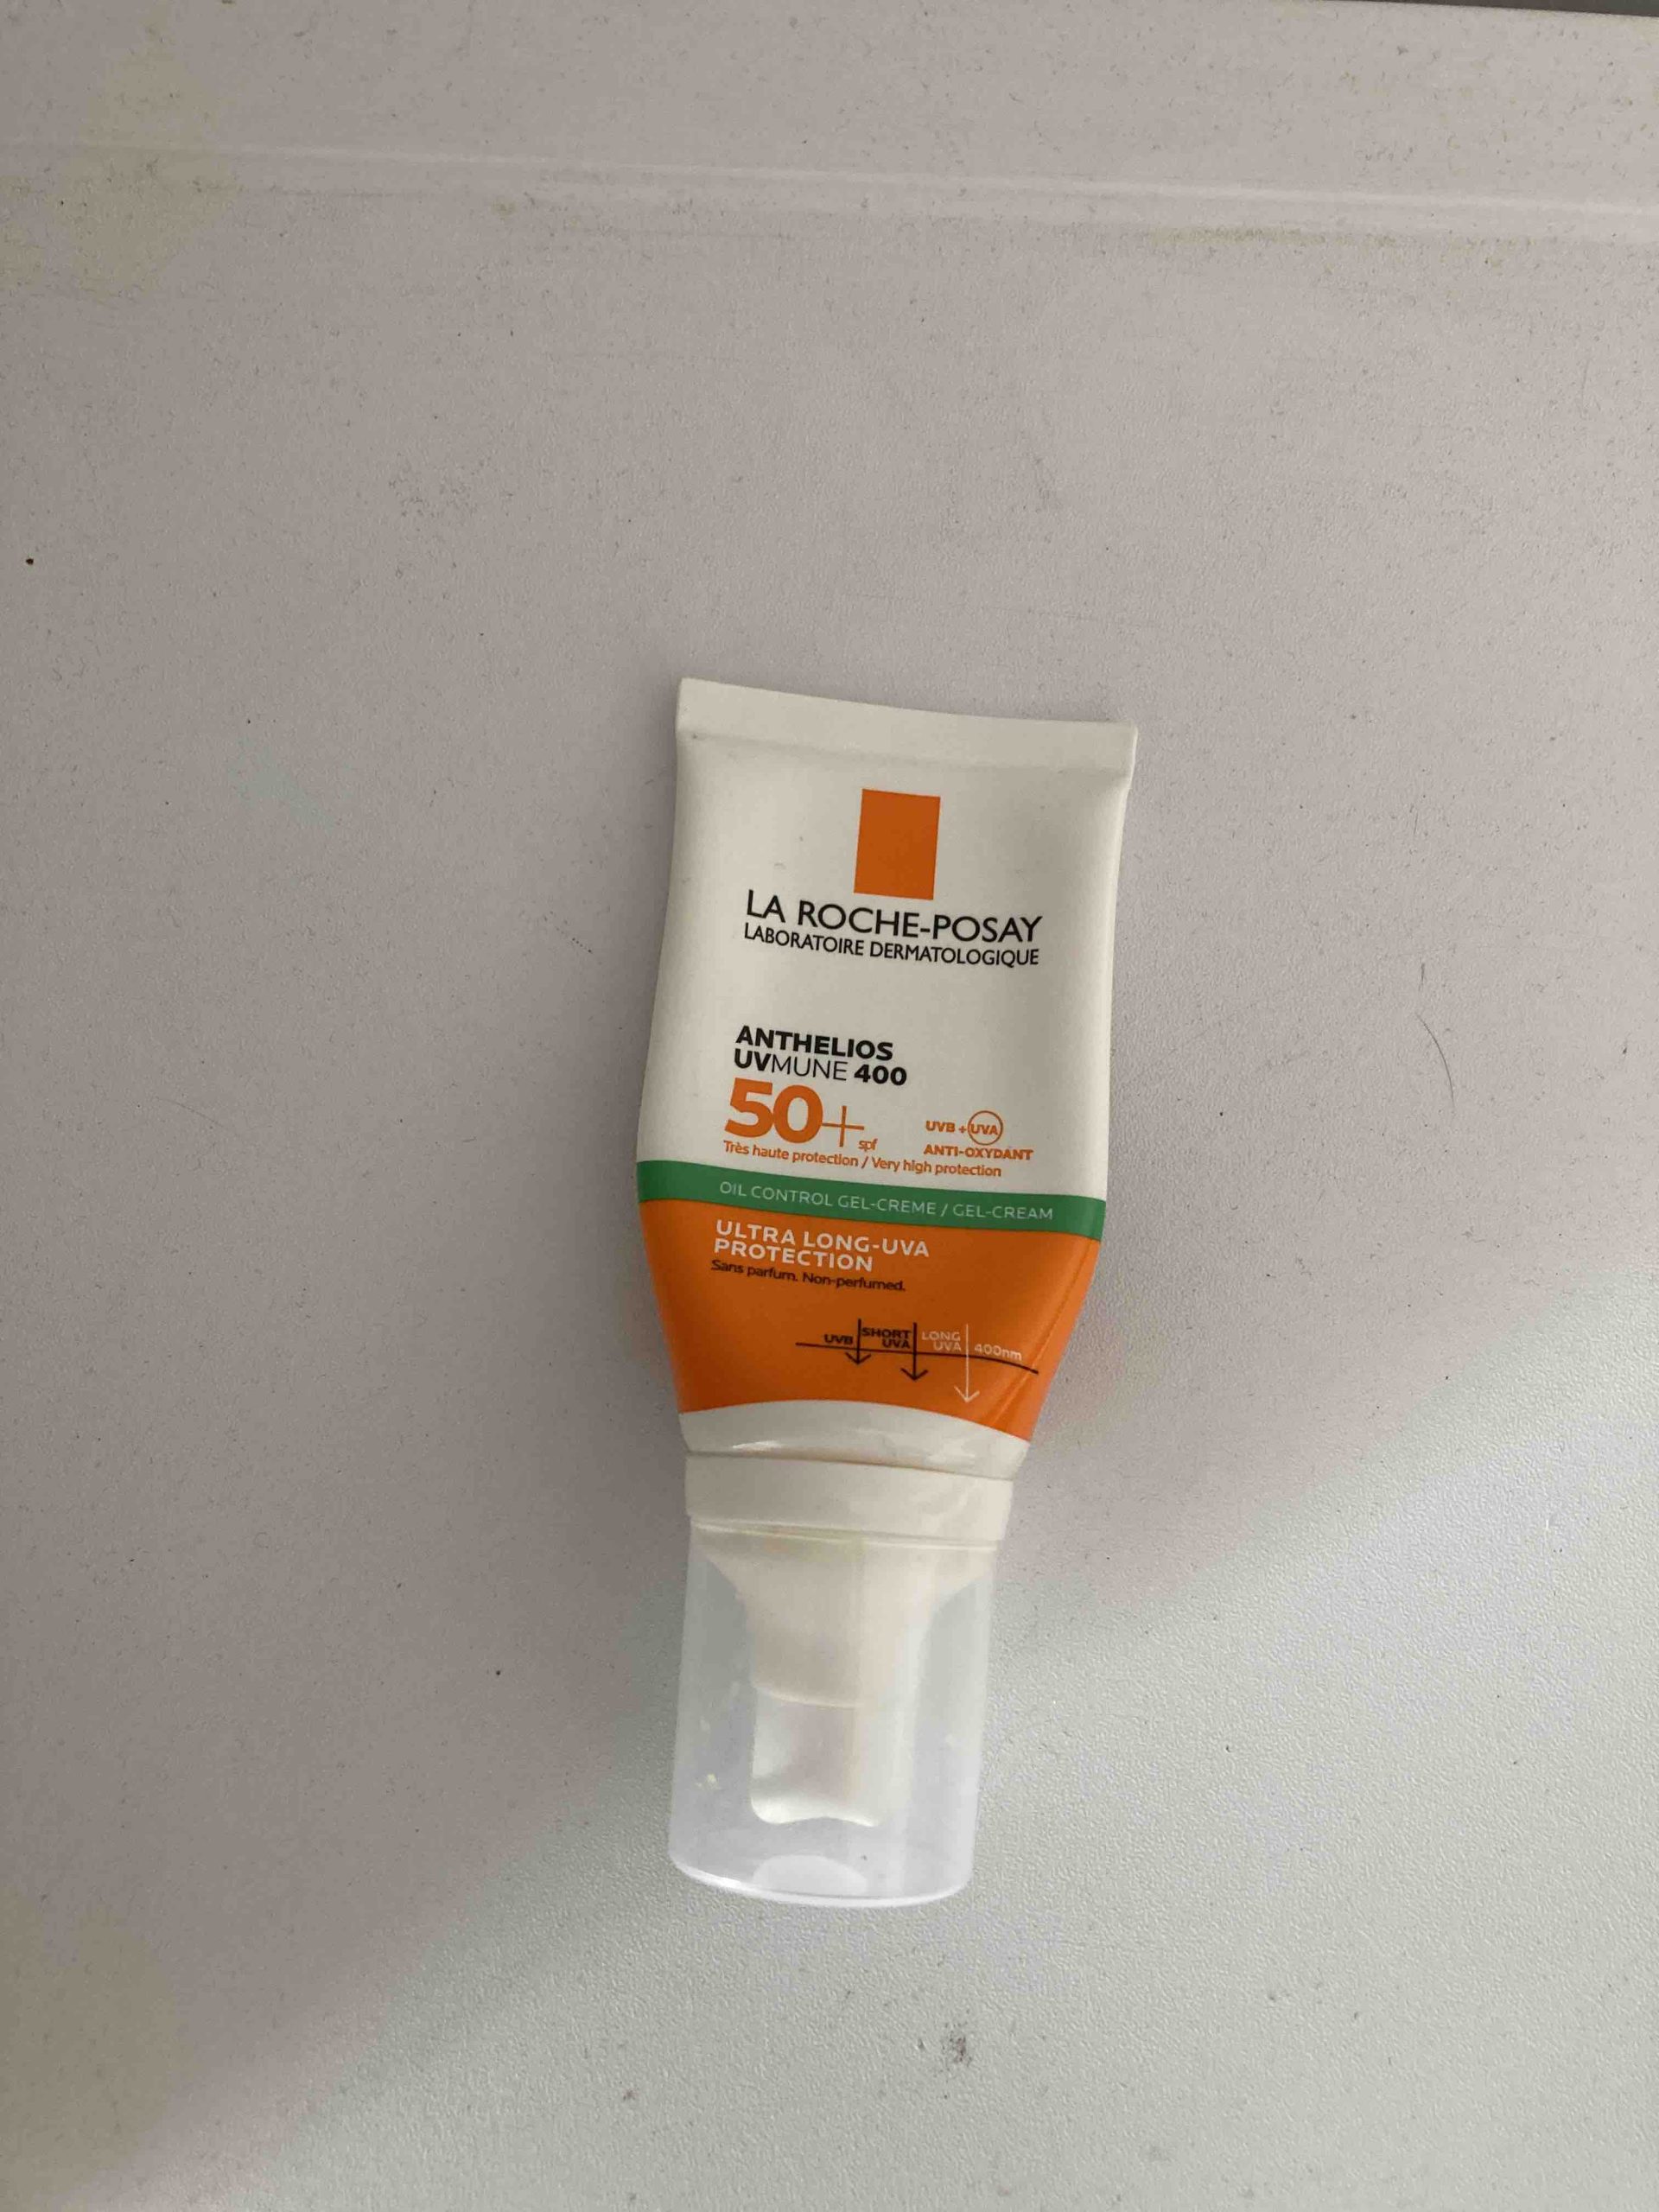 LA ROCHE-POSAY
LABORATOIRE DERMATOLOGIQUE
ANTHELIOS
UVMUNE 400
50+ spf
UVB + UVA
ANTI-OXYDANT
Très haute protection / Very high protection
OIL CONTROL GEL-CREME / GEL-CREAM
ULTRA LONG-UVA
PROTECTION
Sans parfum. Non-perfumed.
UVB SHORT UVA LONG UVA 400nm